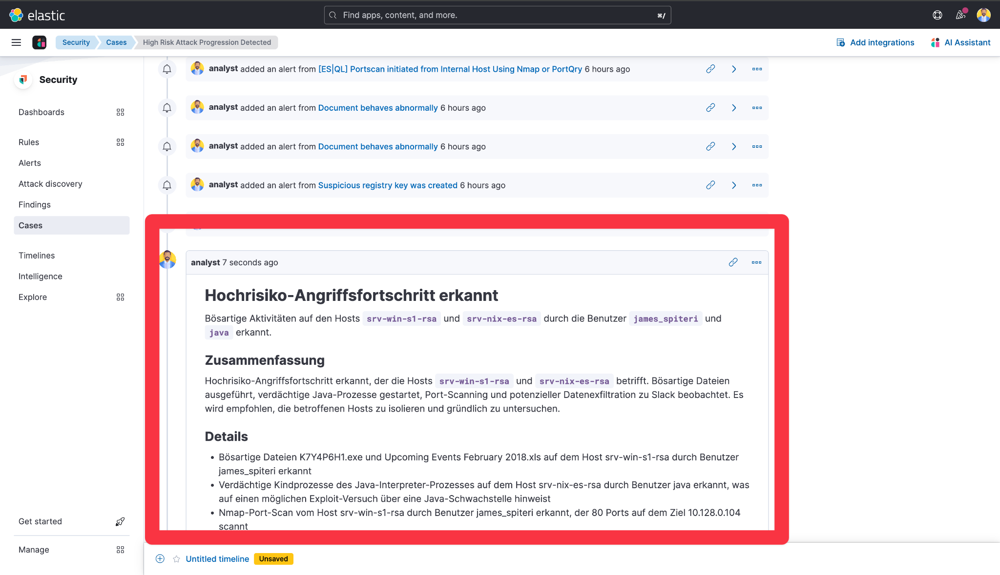 elastic
Find apps, content, and more.
⌘/
Security
Cases
High Risk Attack Progression Detected
Add integrations
AI Assistant
Security
Dashboards
Rules
Alerts
Attack discovery
Findings
Cases
Timelines
Intelligence
Explore
Get started
Manage
analyst added an alert from [ES|QL] Portscan initiated from Internal Host Using Nmap or PortQry 6 hours ago
analyst added an alert from Document behaves abnormally 6 hours ago
analyst added an alert from Document behaves abnormally 6 hours ago
analyst added an alert from Suspicious registry key was created 6 hours ago
analyst 7 seconds ago
Hochrisiko-Angriffsfortschritt erkannt
Bösartige Aktivitäten auf den Hosts srv-win-s1-rsa und srv-nix-es-rsa durch die Benutzer james_spiteri und
java erkannt.
Zusammenfassung
Hochrisiko-Angriffsfortschritt erkannt, der die Hosts srv-win-s1-rsa und srv-nix-es-rsa betrifft. Bösartige Dateien
ausgeführt, verdächtige Java-Prozesse gestartet, Port-Scanning und potenzieller Datenexfiltration zu Slack beobachtet. Es
wird empfohlen, die betroffenen Hosts zu isolieren und gründlich zu untersuchen.
Details
• Bösartige Dateien K7Y4P6H1.exe und Upcoming Events February 2018.xls auf dem Host srv-win-s1-rsa durch Benutzer
james_spiteri erkannt
• Verdächtige Kindprozesse des Java-Interpreter-Prozesses auf dem Host srv-nix-es-rsa durch Benutzer java erkannt, was
auf einen möglichen Exploit-Versuch über eine Java-Schwachstelle hinweist
• Nmap-Port-Scan vom Host srv-win-s1-rsa durch Benutzer james_spiteri erkannt, der 80 Ports auf dem Ziel 10.128.0.104
scannt
Untitled timeline
Unsaved